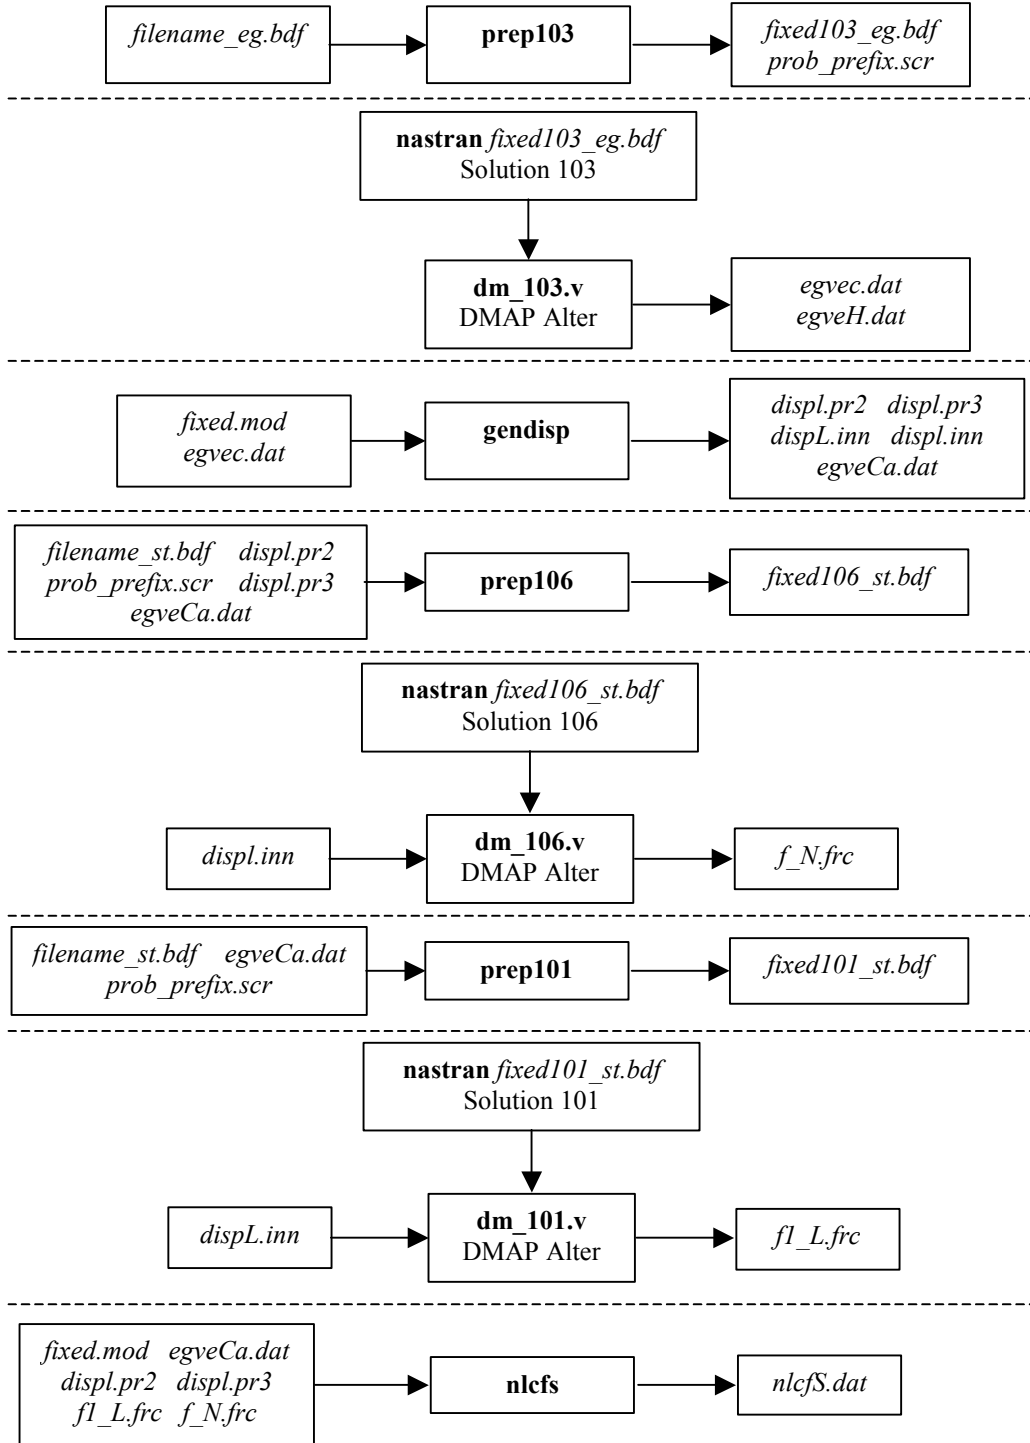 filename_eg.bdf
prep103
fixed103_eg.bdf
prob_prefix.scr
nastran fixed103_eg.bdf
Solution 103
dm_103.v
DMAP Alter
egvec.dat
egveH.dat
fixed.mod
egvec.dat
gendisp
displ.pr2 displ.pr3
dispL.inn displ.inn
egveCa.dat
filename_st.bdf displ.pr2
prob_prefix.scr displ.pr3
egveCa.dat
prep106
fixed106_st.bdf
nastran fixed106_st.bdf
Solution 106
displ.inn
dm_106.v
DMAP Alter
f_N.frc
filename_st.bdf egveCa.dat
prob_prefix.scr
prep101
fixed101_st.bdf
nastran fixed101_st.bdf
Solution 101
dispL.inn
dm_101.v
DMAP Alter
f1_L.frc
fixed.mod egveCa.dat
displ.pr2 displ.pr3
f1_L.frc f_N.frc
nlcfs
nlcfS.dat